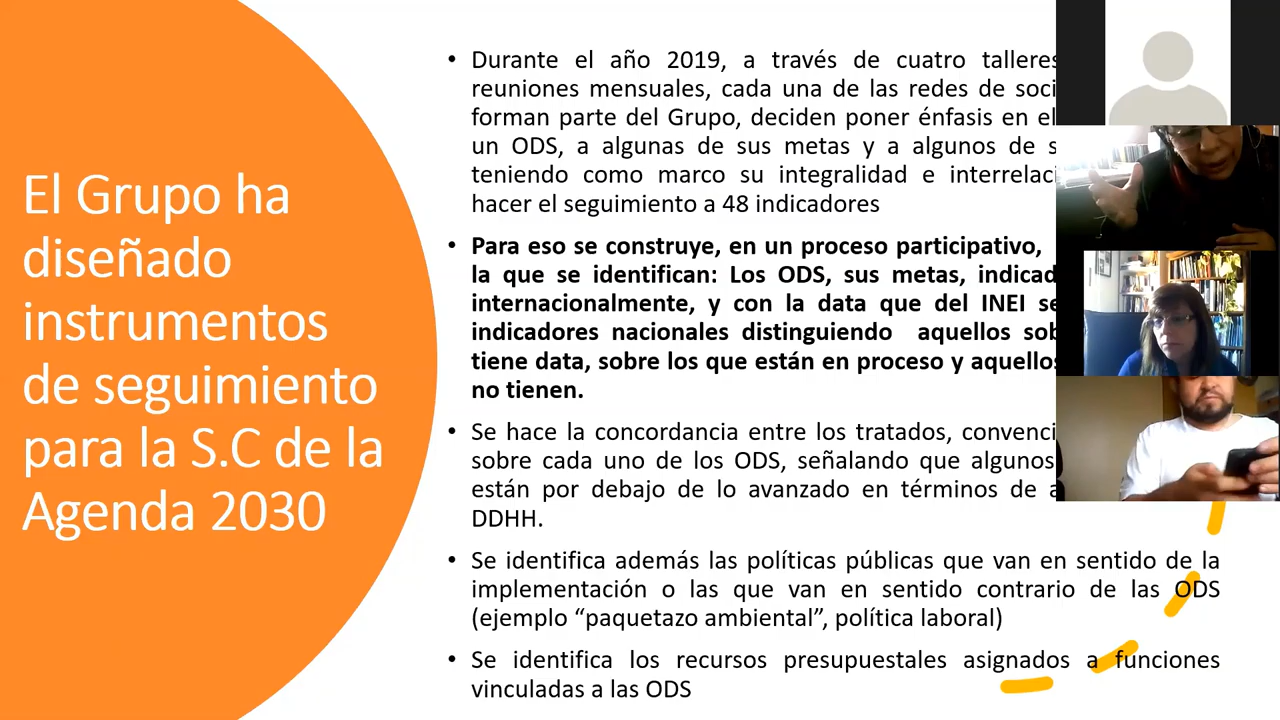 El Grupo ha
diseñado
instrumentos
de seguimiento
para la S.C de la
Agenda 2030
• Durante el año 2019, a través de cuatro talleres
reuniones mensuales, cada una de las redes de
forman parte del Grupo, deciden poner énfasis en
un ODS, a algunas de sus metas y a algunos de
teniendo como marco su integralidad e
hacer el seguimiento a 48 indicadores
• Para eso se construye, en un proceso participativo,
la que se identifican: Los ODS, sus metas,
internacionalmente, y con la data que del INEI
indicadores nacionales distinguiendo aquellos
tiene data, sobre los que están en proceso y aquellos
no tienen.
• Se hace la concordancia entre los tratados,
sobre cada uno de los ODS, señalando que algunos
están por debajo de lo avanzado en términos de
DDHH.
• Se identifica además las políticas públicas que van en sentido de la
implementación o las que van en sentido contrario de las ODS
(ejemplo “paquetazo ambiental”, política laboral)
• Se identifica los recursos presupuestales asignados a funciones
vinculadas a las ODS